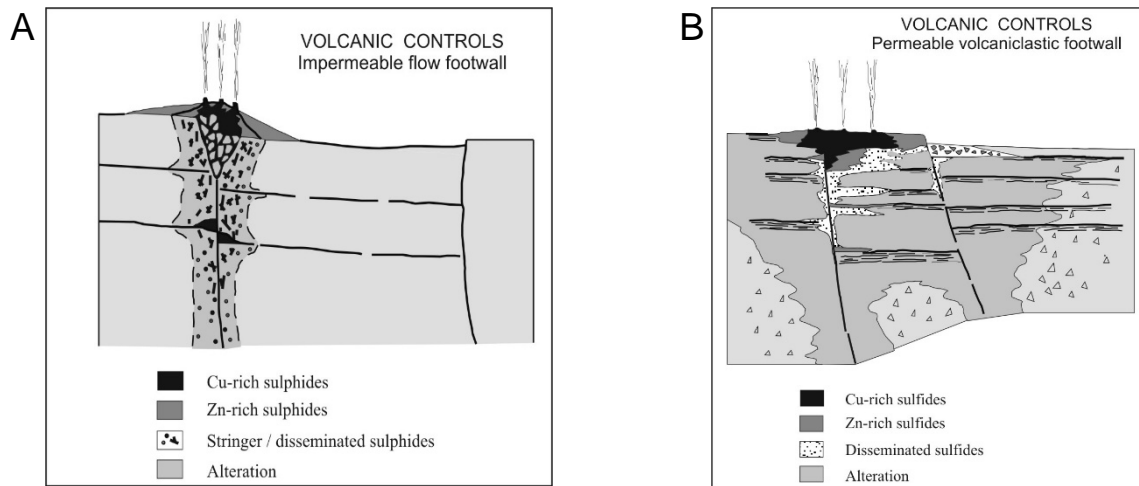 A
VOLCANIC CONTROLS
Impermeable flow footwall
Cu-rich sulphides
Zn-rich sulphides
Stringer / disseminated sulphides
Alteration
B
VOLCANIC CONTROLS
Permeable volcaniclastic footwall
Cu-rich sulfides
Zn-rich sulfides
Disseminated sulfides
Alteration